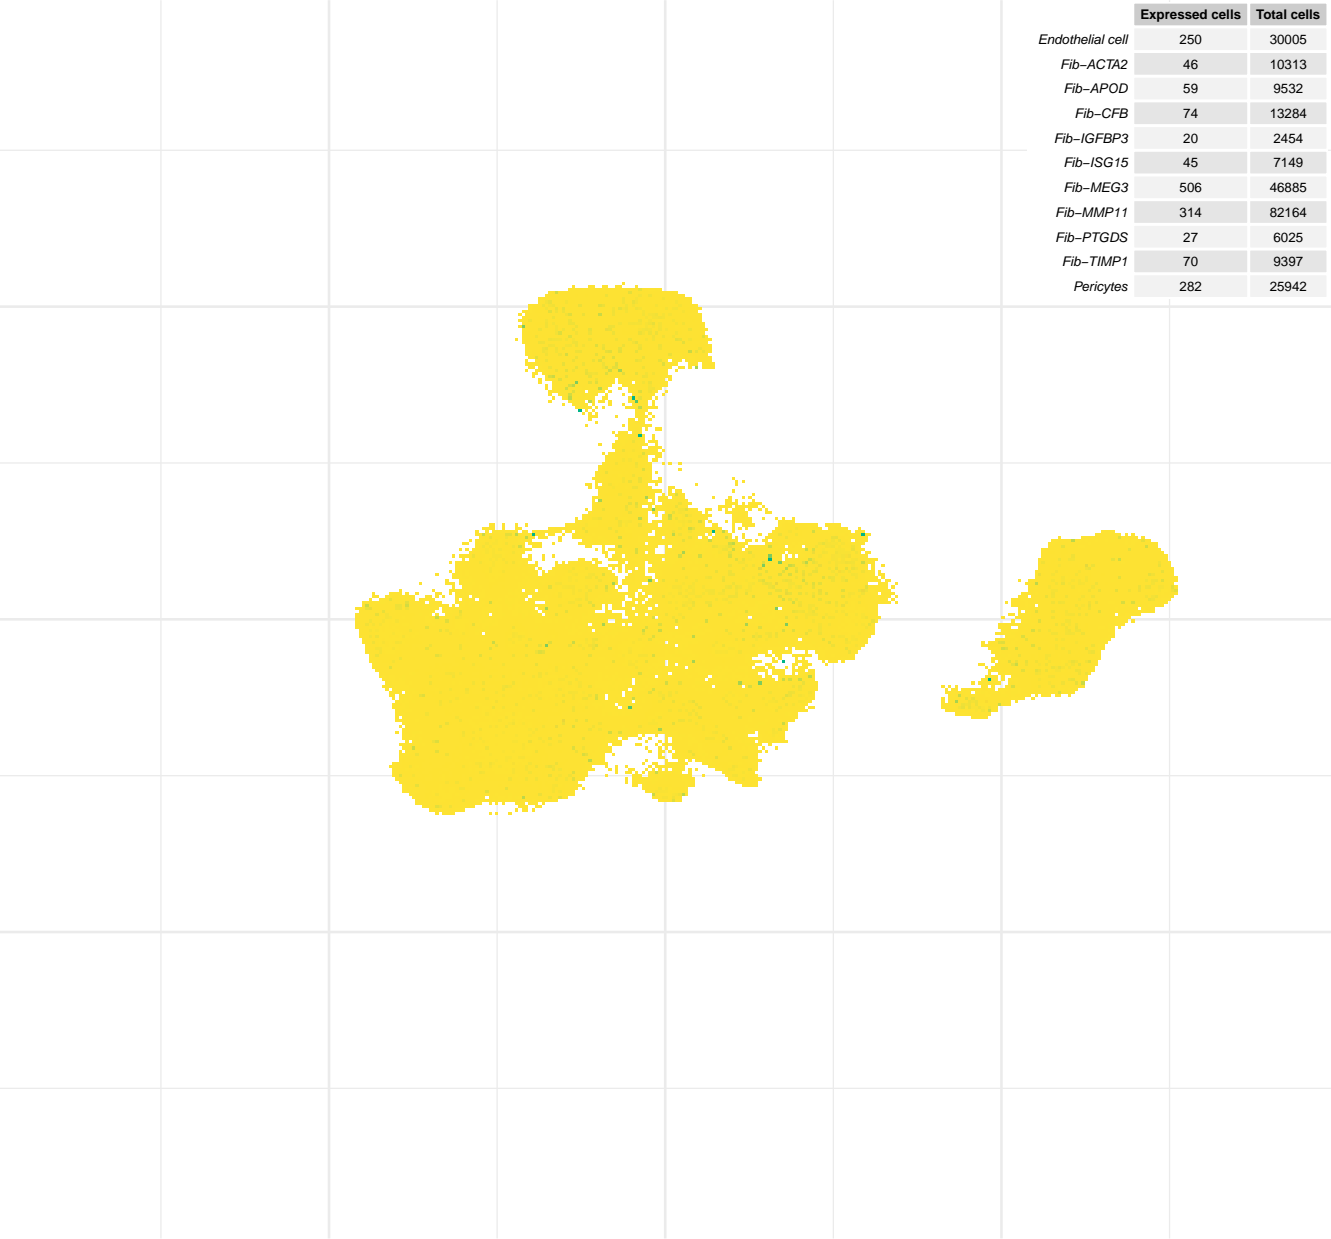 Expressed cells Total cells
Endothelial cell 250 30005
Fib−ACTA2 46 10313
Fib−APOD 59 9532
Fib−CFB 74 13284
Fib−IGFBP3 20 2454
Fib−ISG15 45 7149
Fib−MEG3 506 46885
Fib−MMP11 314 82164
Fib−PTGDS 27 6025
Fib−TIMP1 70 9397
Pericytes 282 25942